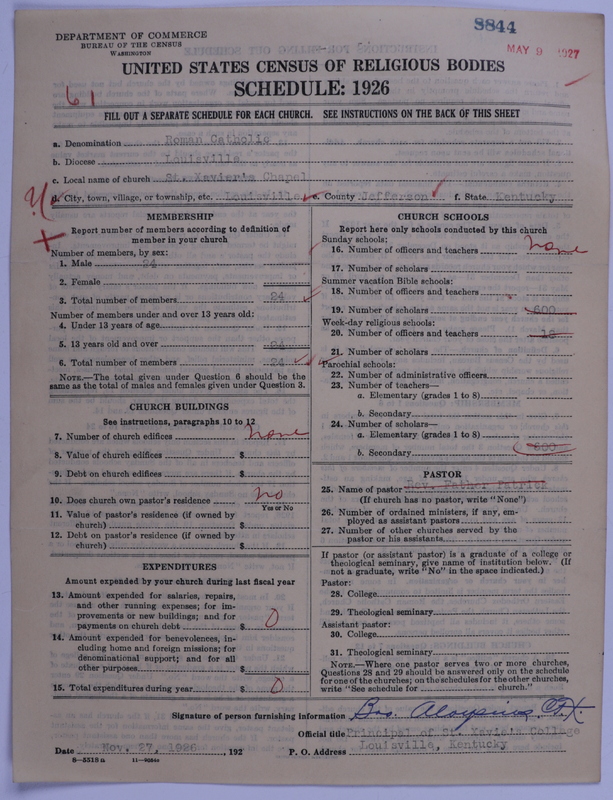 8844
DEPARTMENT OF COMMERCE
BUREAU OF THE CENSUS
WASHINGTON
MAY 9 1927
UNITED STATES CENSUS OF RELIGIOUS BODIES
SCHEDULE: 1926
61
FILL OUT A SEPARATE SCHEDULE FOR EACH CHURCH. SEE INSTRUCTIONS ON THE BACK OF THIS SHEET
a. Denomination Roman Catholic
b. Diocese Louisville
c. Local name of church St. Xavier's Chapel
d. City, town, village, or township, etc. Louisville e. County Jefferson f. State Kentucky
MEMBERSHIP
Report number of members according to definition of
member in your church
Number of members, by sex:
1. Male 24
2. Female
3. Total number of members 24
Number of members under and over 13 years old:
4. Under 13 years of age
5. 13 years old and over 24
6. Total number of members 24
NOTE.—The total given under Question 6 should be the
same as the total of males and females given under Question 3.
CHURCH BUILDINGS
See instructions, paragraphs 10 to 12
7. Number of church edifices none
8. Value of church edifices $
9. Debt on church edifices $
10. Does church own pastor's residence no
Yes or No
11. Value of pastor's residence (if owned by
church) $
12. Debt on pastor's residence (if owned by
church) $
EXPENDITURES
Amount expended by your church during last fiscal year
13. Amount expended for salaries, repairs,
and other running expenses; for im-
provements or new buildings; and for
payments on church debt $ 0
14. Amount expended for benevolences, in-
cluding home and foreign missions; for
denominational support; and for all
other purposes $
15. Total expenditures during year $ 0
CHURCH SCHOOLS
Report here only schools conducted by this church
Sunday schools:
16. Number of officers and teachers none
17. Number of scholars
Summer vacation Bible schools:
18. Number of officers and teachers
19. Number of scholars 600
Week-day religious schools:
20. Number of officers and teachers 18
21. Number of scholars
Parochial schools:
22. Number of administrative officers
23. Number of teachers—
a. Elementary (grades 1 to 8)
b. Secondary
24. Number of scholars—
a. Elementary (grades 1 to 8)
b. Secondary 600
PASTOR
25. Name of pastor Rev. Father Patrick
(If church has no pastor, write "None")
26. Number of ordained ministers, if any, em-
ployed as assistant pastors
27. Number of other churches served by the
pastor or his assistants
If pastor (or assistant pastor) is a graduate of a college or
theological seminary, give name of institution below. (If
not a graduate, write "No" in the space indicated.)
Pastor:
28. College
29. Theological seminary
Assistant pastor:
30. College
31. Theological seminary
NOTE.—Where one pastor serves two or more churches,
Questions 28 and 29 should be answered only on the schedule
for one of the churches; on the schedules for the other churches,
write "See schedule for church."
Signature of person furnishing information Bro. Aloysius, C.F.X
Official title Principal of St. Xavier's College
Date Nov. 27, 1926 , 192 P. O. Address Louisville, Kentucky
8—5518 a